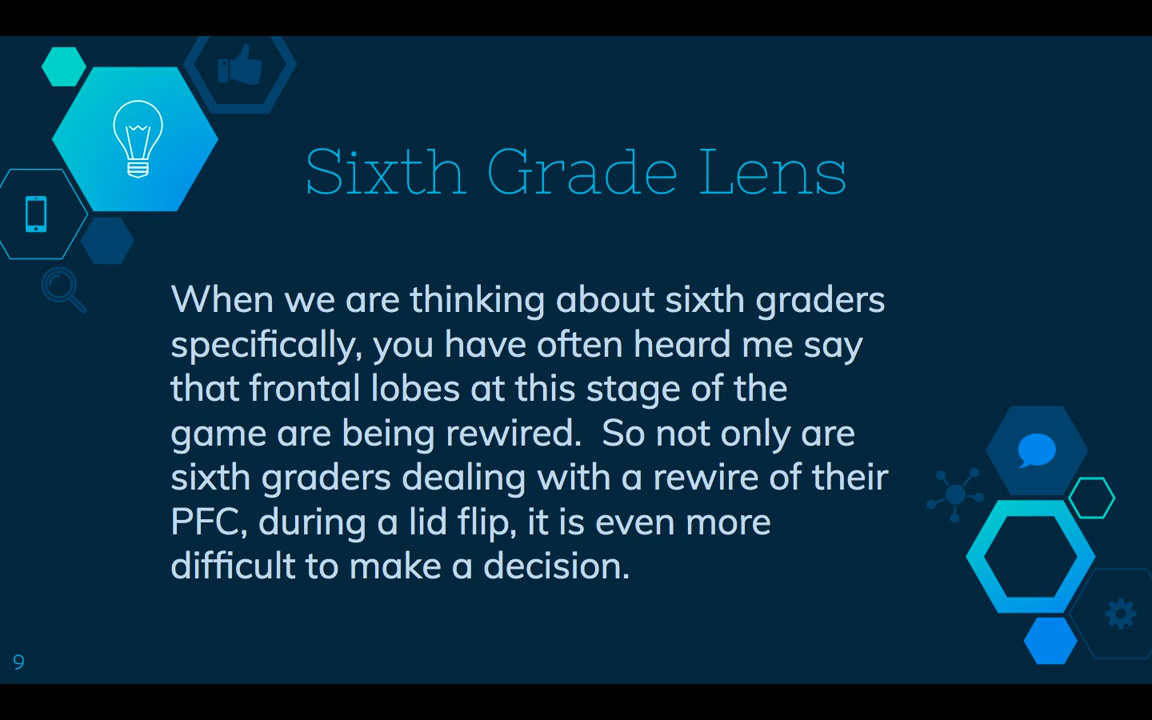 Sixth Grade Lens
When we are thinking about sixth graders
specifically, you have often heard me say
that frontal lobes at this stage of the
game are being rewired.  So not only are
sixth graders dealing with a rewire of their
PFC, during a lid flip, it is even more
difficult to make a decision.
9